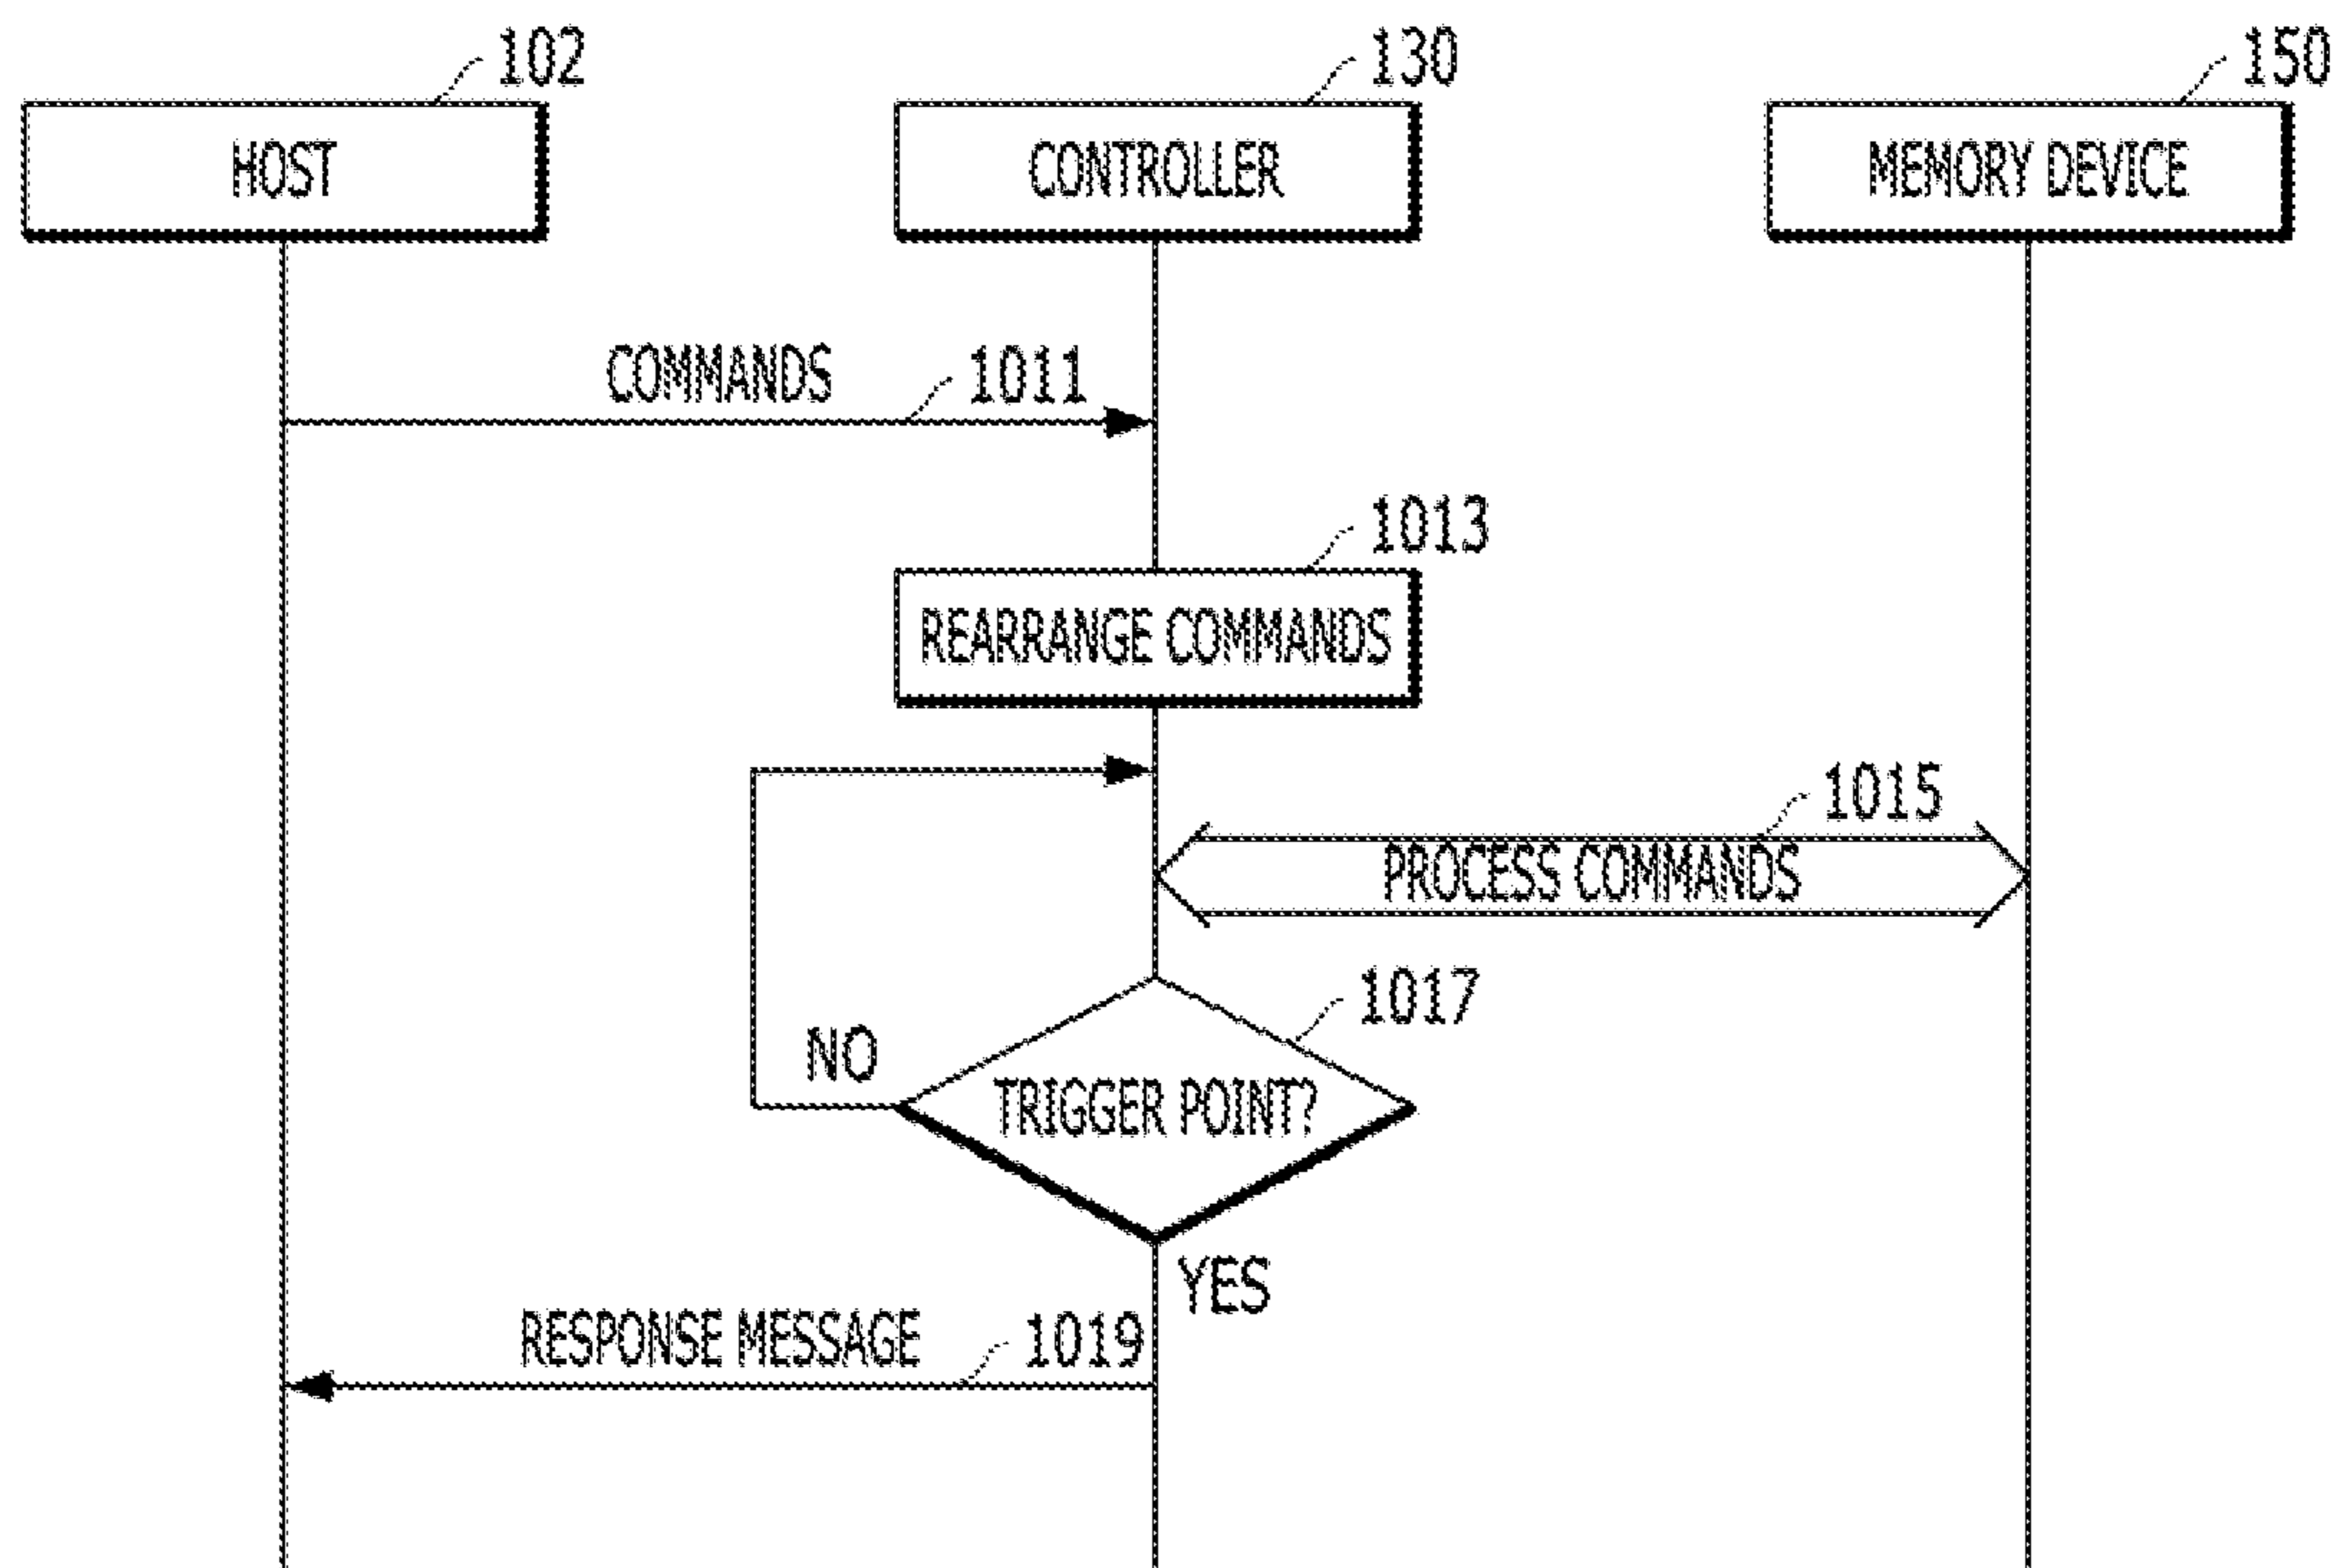 102
130
150
HOST
CONTROLLER
MEMORY DEVICE
COMMANDS
1011
1013
REARRANGE COMMANDS
1015
PROCESS COMMANDS
1017
NO
TRIGGER POINT?
YES
RESPONSE MESSAGE
1019